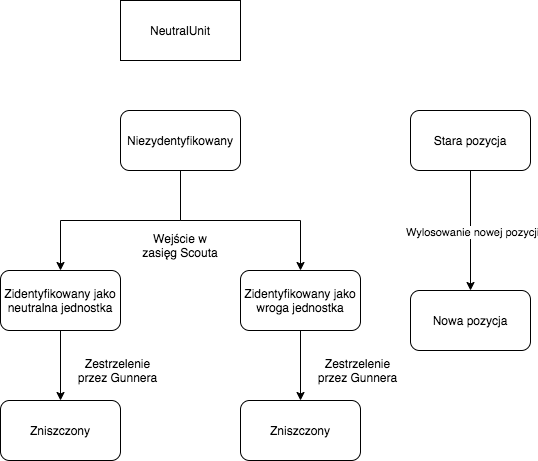 NeutralUnit
Niezydentyfikowany
Stara pozycja
Wejście w
zasięg Scouta
Wylosowanie nowej pozycji
Zidentyfikowany jako
neutralna jednostka
Zidentyfikowany jako
wroga jednostka
Nowa pozycja
Zestrzelenie
przez Gunnera
Zestrzelenie
przez Gunnera
Zniszczony
Zniszczony